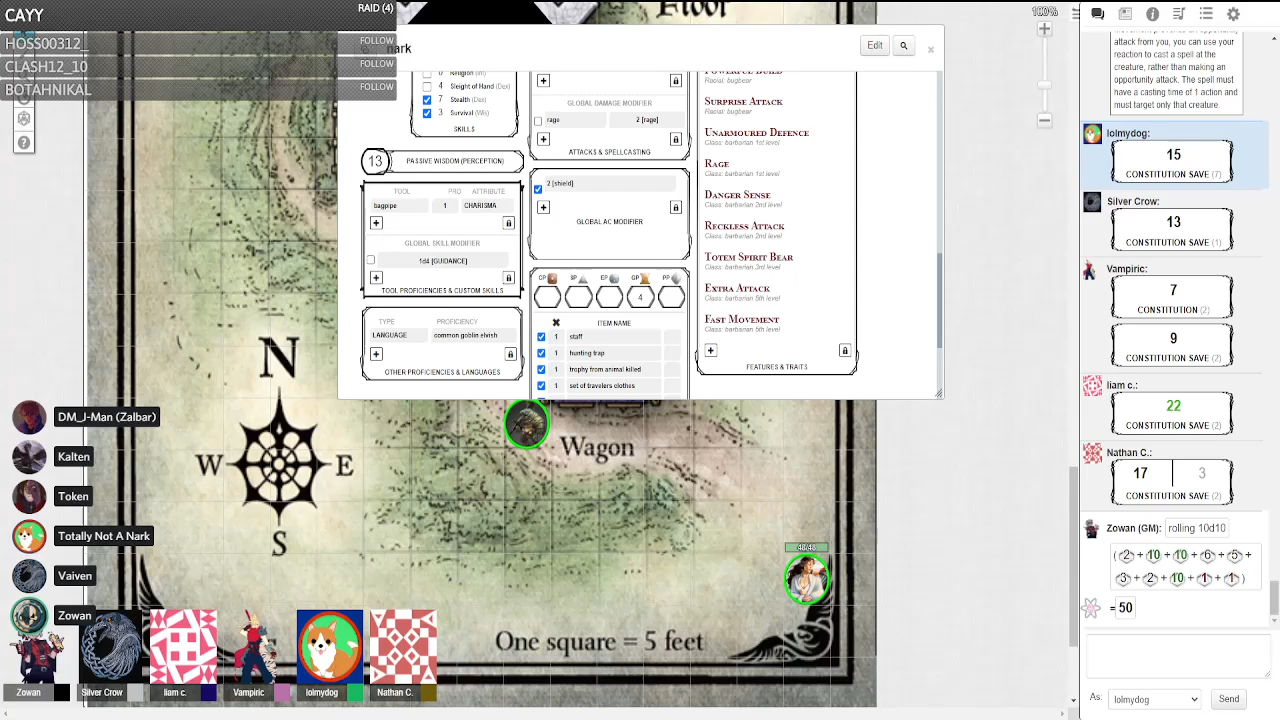 CAYY
RAID (4)
HOSS00312_
FOLLOW
CLASH12_10
FOLLOW
BOTAHNIKAL
FOLLOW
Floor
100%
nark
Edit
Religion (Int)
4 Sleight of Hand (Dex)
7 Stealth (Dex)
3 Survival (Wis)
SKILLS
13 PASSIVE WISDOM (PERCEPTION)
TOOL PRO ATTRIBUTE
bagpipe 1 CHARISMA
GLOBAL SKILL MODIFIER
1d4 [GUIDANCE]
TOOL PROFICIENCIES & CUSTOM SKILLS
TYPE PROFICIENCY
LANGUAGE common goblin elvish
OTHER PROFICIENCIES & LANGUAGES
GLOBAL DAMAGE MODIFIER
rage 2 [rage]
ATTACKS & SPELLCASTING
2 [shield]
GLOBAL AC MODIFIER
CP SP EP GP PP
4
ITEM NAME
1 staff
1 hunting trap
1 trophy from animal killed
1 set of travelers clothes
POWERFUL BUILD
Racial: bugbear
SURPRISE ATTACK
Racial: bugbear
UNARMOURED DEFENCE
Class: barbarian 1st level
RAGE
Class: barbarian 1st level
DANGER SENSE
Class: barbarian 2nd level
RECKLESS ATTACK
Class: barbarian 2nd level
TOTEM SPIRIT BEAR
Class: barbarian 3rd level
EXTRA ATTACK
Class: barbarian 5th level
FAST MOVEMENT
Class: barbarian 5th level
FEATURES & TRAITS
N
W
E
S
Wagon
48/48
One square = 5 feet
DM_J-Man (Zalbar)
Kalten
Token
Totally Not A Nark
Vaiven
Zowan
Zowan
Silver Crow
liam c.
Vampiric
lolmydog
Nathan C.
attack from you, you can use your
reaction to cast a spell at the
creature, rather than making an
opportunity attack. The spell must
have a casting time of 1 action and
must target only that creature.
lolmydog:
15
CONSTITUTION SAVE (7)
Silver Crow:
13
CONSTITUTION SAVE (1)
Vampiric:
7
CONSTITUTION (2)
9
CONSTITUTION SAVE (2)
liam c.:
22
CONSTITUTION SAVE (2)
Nathan C.:
17 | 3
CONSTITUTION SAVE (2)
Zowan (GM): rolling 10d10
(2+10+10+6+5+
3+2+10+1+1)
=50
As: lolmydog
Send